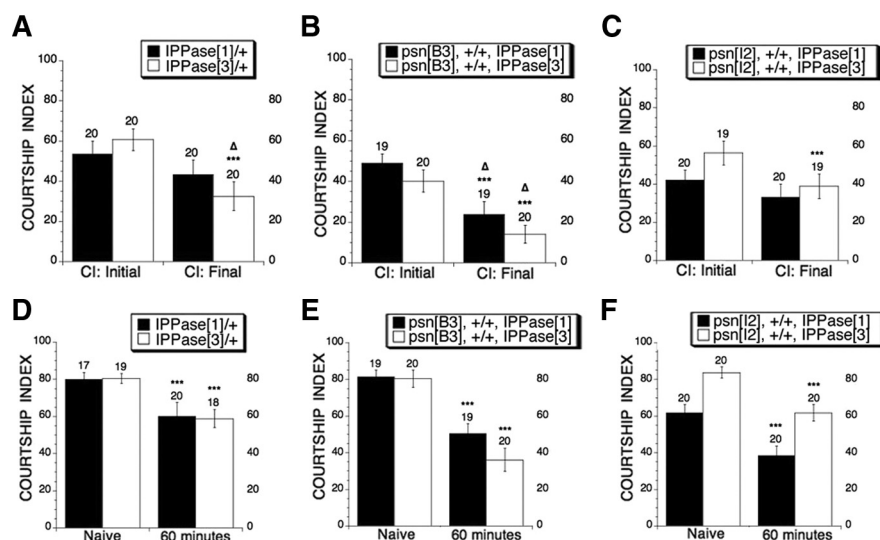 A
IPPase[1]/+
IPPase[3]/+
COURTSHIP INDEX
100
80
60
40
20
0
80
60
40
20
0
20
20
20
Δ
***
20
CI: Initial
CI: Final
B
psn[B3], +/+, IPPase[1]
psn[B3], +/+, IPPase[3]
COURTSHIP INDEX
100
80
60
40
20
0
80
60
40
20
0
19
20
Δ
***
19
Δ
***
20
CI: Initial
CI: Final
C
psn[I2], +/+, IPPase[1]
psn[I2], +/+, IPPase[3]
COURTSHIP INDEX
100
80
60
40
20
0
80
60
40
20
0
20
19
20
***
19
CI: Initial
CI: Final
D
IPPase[1]/+
IPPase[3]/+
COURTSHIP INDEX
100
80
60
40
20
0
80
60
40
20
0
17
19
***
20
***
18
Naive
60 minutes
E
psn[B3], +/+, IPPase[1]
psn[B3], +/+, IPPase[3]
COURTSHIP INDEX
100
80
60
40
20
0
80
60
40
20
0
19
20
***
19
***
20
Naive
60 minutes
F
psn[I2], +/+, IPPase[1]
psn[I2], +/+, IPPase[3]
COURTSHIP INDEX
100
80
60
40
20
0
80
60
40
20
0
20
20
***
20
***
20
Naive
60 minutes